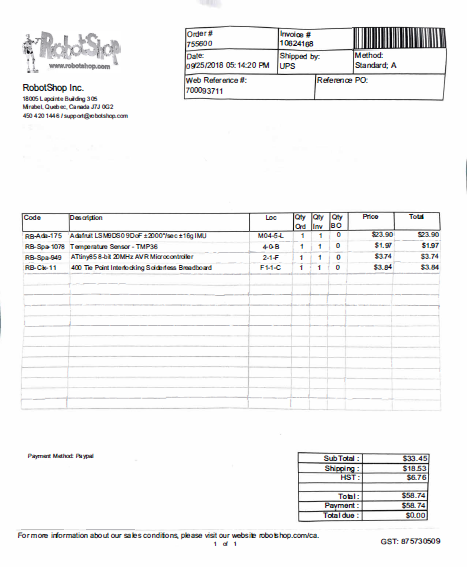 RobotShop
www.robotshop.com
RobotShop Inc.
18005 Lapointe Building 305
Mirabel, Quebec, Canada J7J 0G2
450 420 1446 / support@robotshop.com
Order #
755600
Invoice #
10624168
Date:
09/25/2018 05:14:20 PM
Shipped by:
UPS
Method:
Standard; A
Web Reference #:
700093711
Reference PO:
Code Description Loc Qty Ord Qty Inv Qty BO Price Total
RB-Ada-175 Adafruit LSM9DS0 9DoF ±2000°/sec ±16g IMU M04-5-L 1 1 0 $23.90 $23.90
RB-Spa-1078 Temperature Sensor - TMP36 4-0-B 1 1 0 $1.97 $1.97
RB-Spa-949 ATtiny85 8-bit 20MHz AVR Microcontroller 2-1-F 1 1 0 $3.74 $3.74
RB-Cix-11 400 Tie Point Interlocking Solderless Breadboard F1-1-C 1 1 0 $3.84 $3.84
Payment Method: Paypal
Sub Total : $33.45
Shipping : $18.53
HST : $6.76
Total : $58.74
Payment : $58.74
Total due : $0.00
For more information about our sales conditions, please visit our website robotshop.com/ca.
1 of 1
GST: 875730509